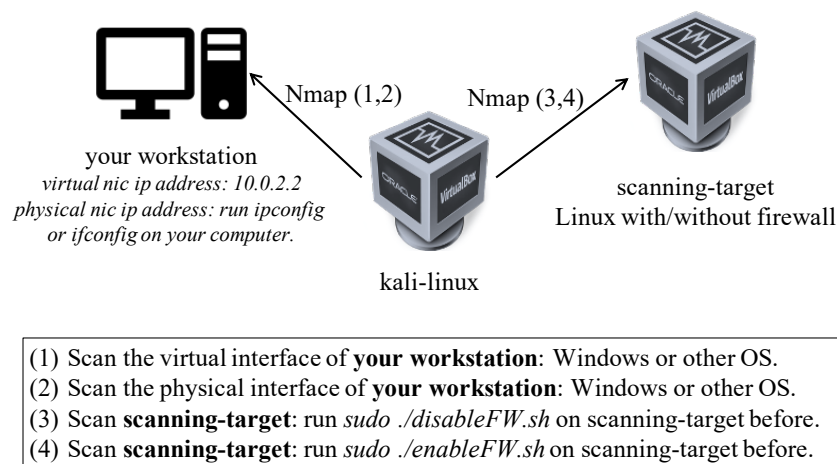 Nmap (1,2)
Nmap (3,4)
ORACLE
VirtualBox
ORACLE
VirtualBox
your workstation
virtual nic ip address: 10.0.2.2
physical nic ip address: run ipconfig
or ifconfig on your computer.
scanning-target
Linux with/without firewall
kali-linux
(1) Scan the virtual interface of your workstation: Windows or other OS.
(2) Scan the physical interface of your workstation: Windows or other OS.
(3) Scan scanning-target: run sudo ./disableFW.sh on scanning-target before.
(4) Scan scanning-target: run sudo ./enableFW.sh on scanning-target before.